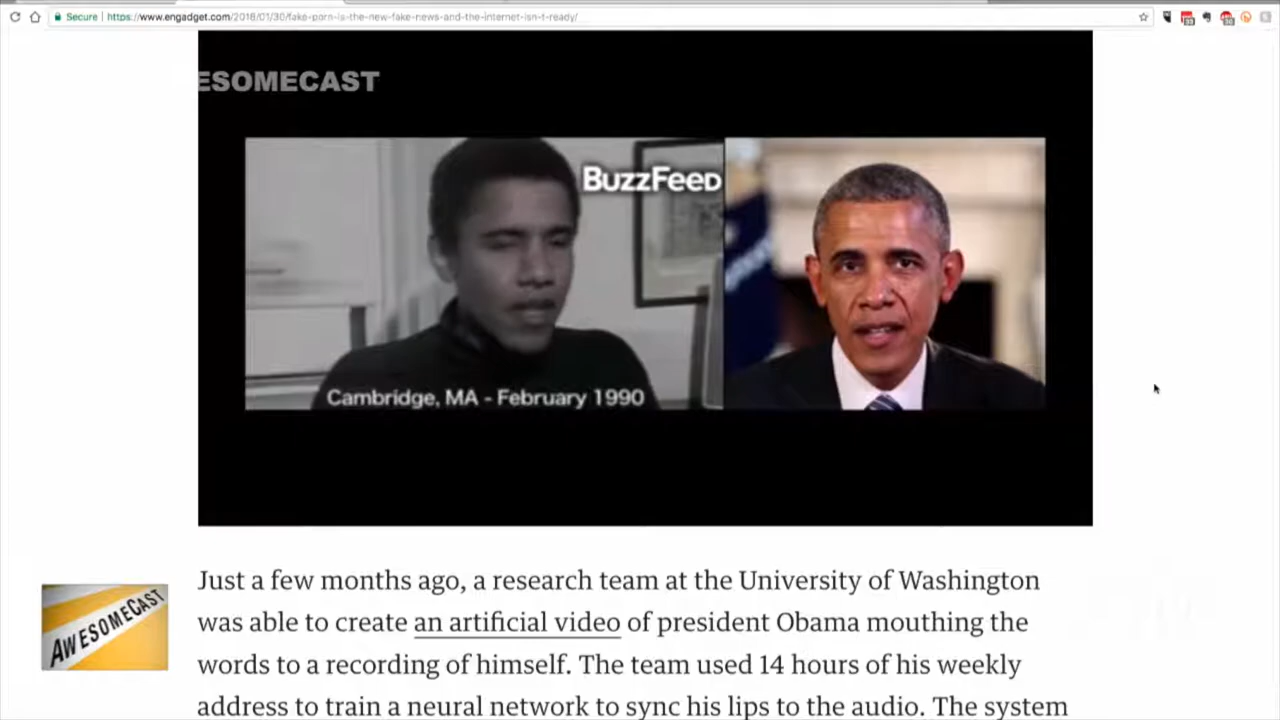 Secure https://www.engadget.com/2018/01/30/fake-porn-is-the-new-fake-news-and-the-internet-isn-t-ready/
ESOMECAST
BuzzFeed
Cambridge, MA - February 1990
Just a few months ago, a research team at the University of Washington
was able to create an artificial video of president Obama mouthing the
words to a recording of himself. The team used 14 hours of his weekly
address to train a neural network to sync his lips to the audio. The system
AWESOMECAST